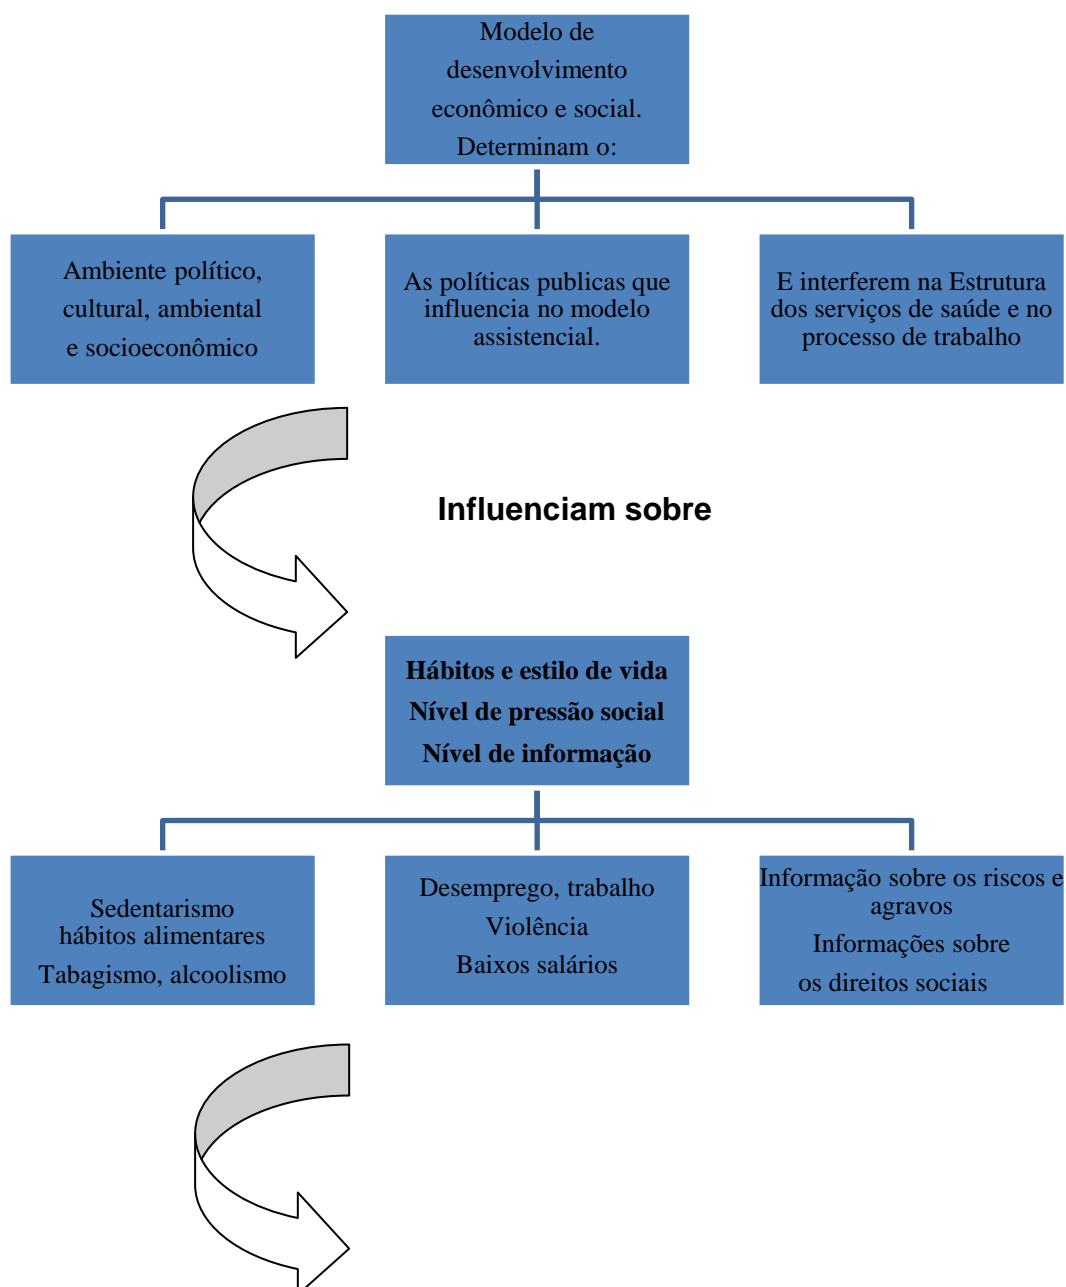 Modelo de
desenvolvimento
econômico e social.
Determinam o:
Ambiente político,
cultural, ambiental
e socioeconômico
As políticas publicas que
influencia no modelo
assistencial.
E interferem na Estrutura
dos serviços de saúde e no
processo de trabalho
Influenciam sobre
Hábitos e estilo de vida
Nível de pressão social
Nível de informação
Sedentarismo
hábitos alimentares
Tabagismo, alcoolismo
Desemprego, trabalho
Violência
Baixos salários
Informação sobre os riscos e
agravos
Informações sobre
os direitos sociais